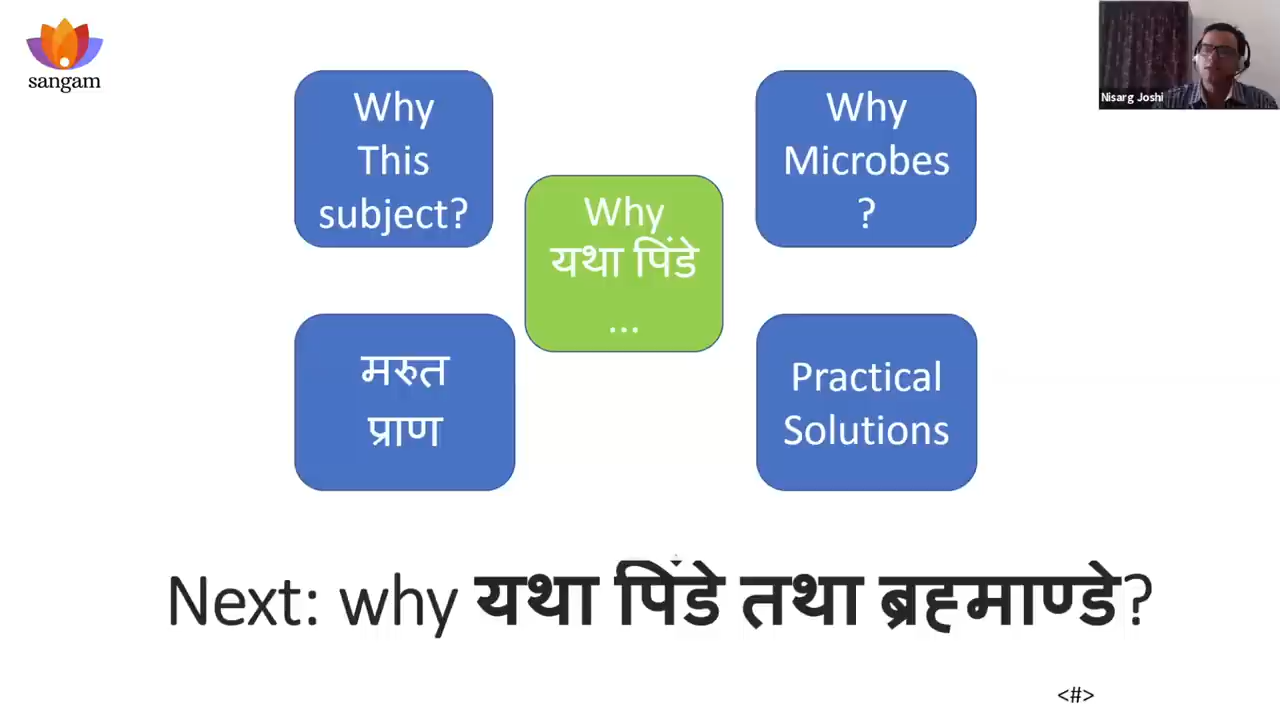 sangam
Why
This
subject?
Why
Microbes
?
Why
यथा पिंडे
...
मरुत
प्राण
Practical
Solutions
Next: why यथा पिंडे तथा ब्रह्माण्डे?
<#>
Nisarg Joshi